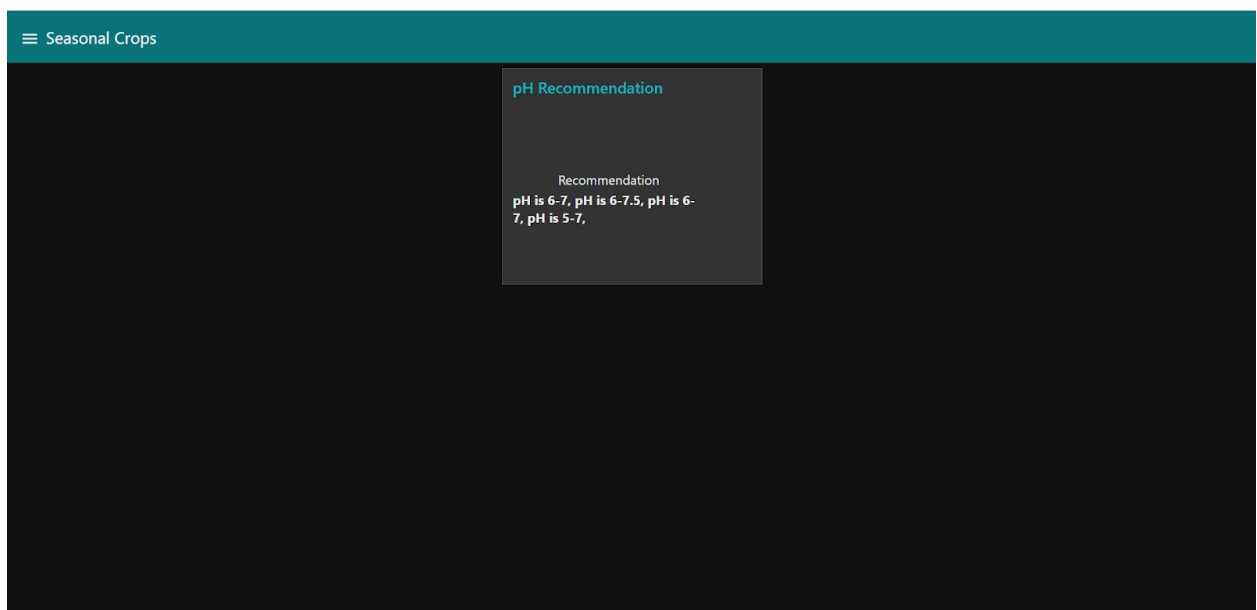 Seasonal Crops
pH Recommendation
Recommendation
pH is 6-7, pH is 6-7.5, pH is 6-
7, pH is 5-7,